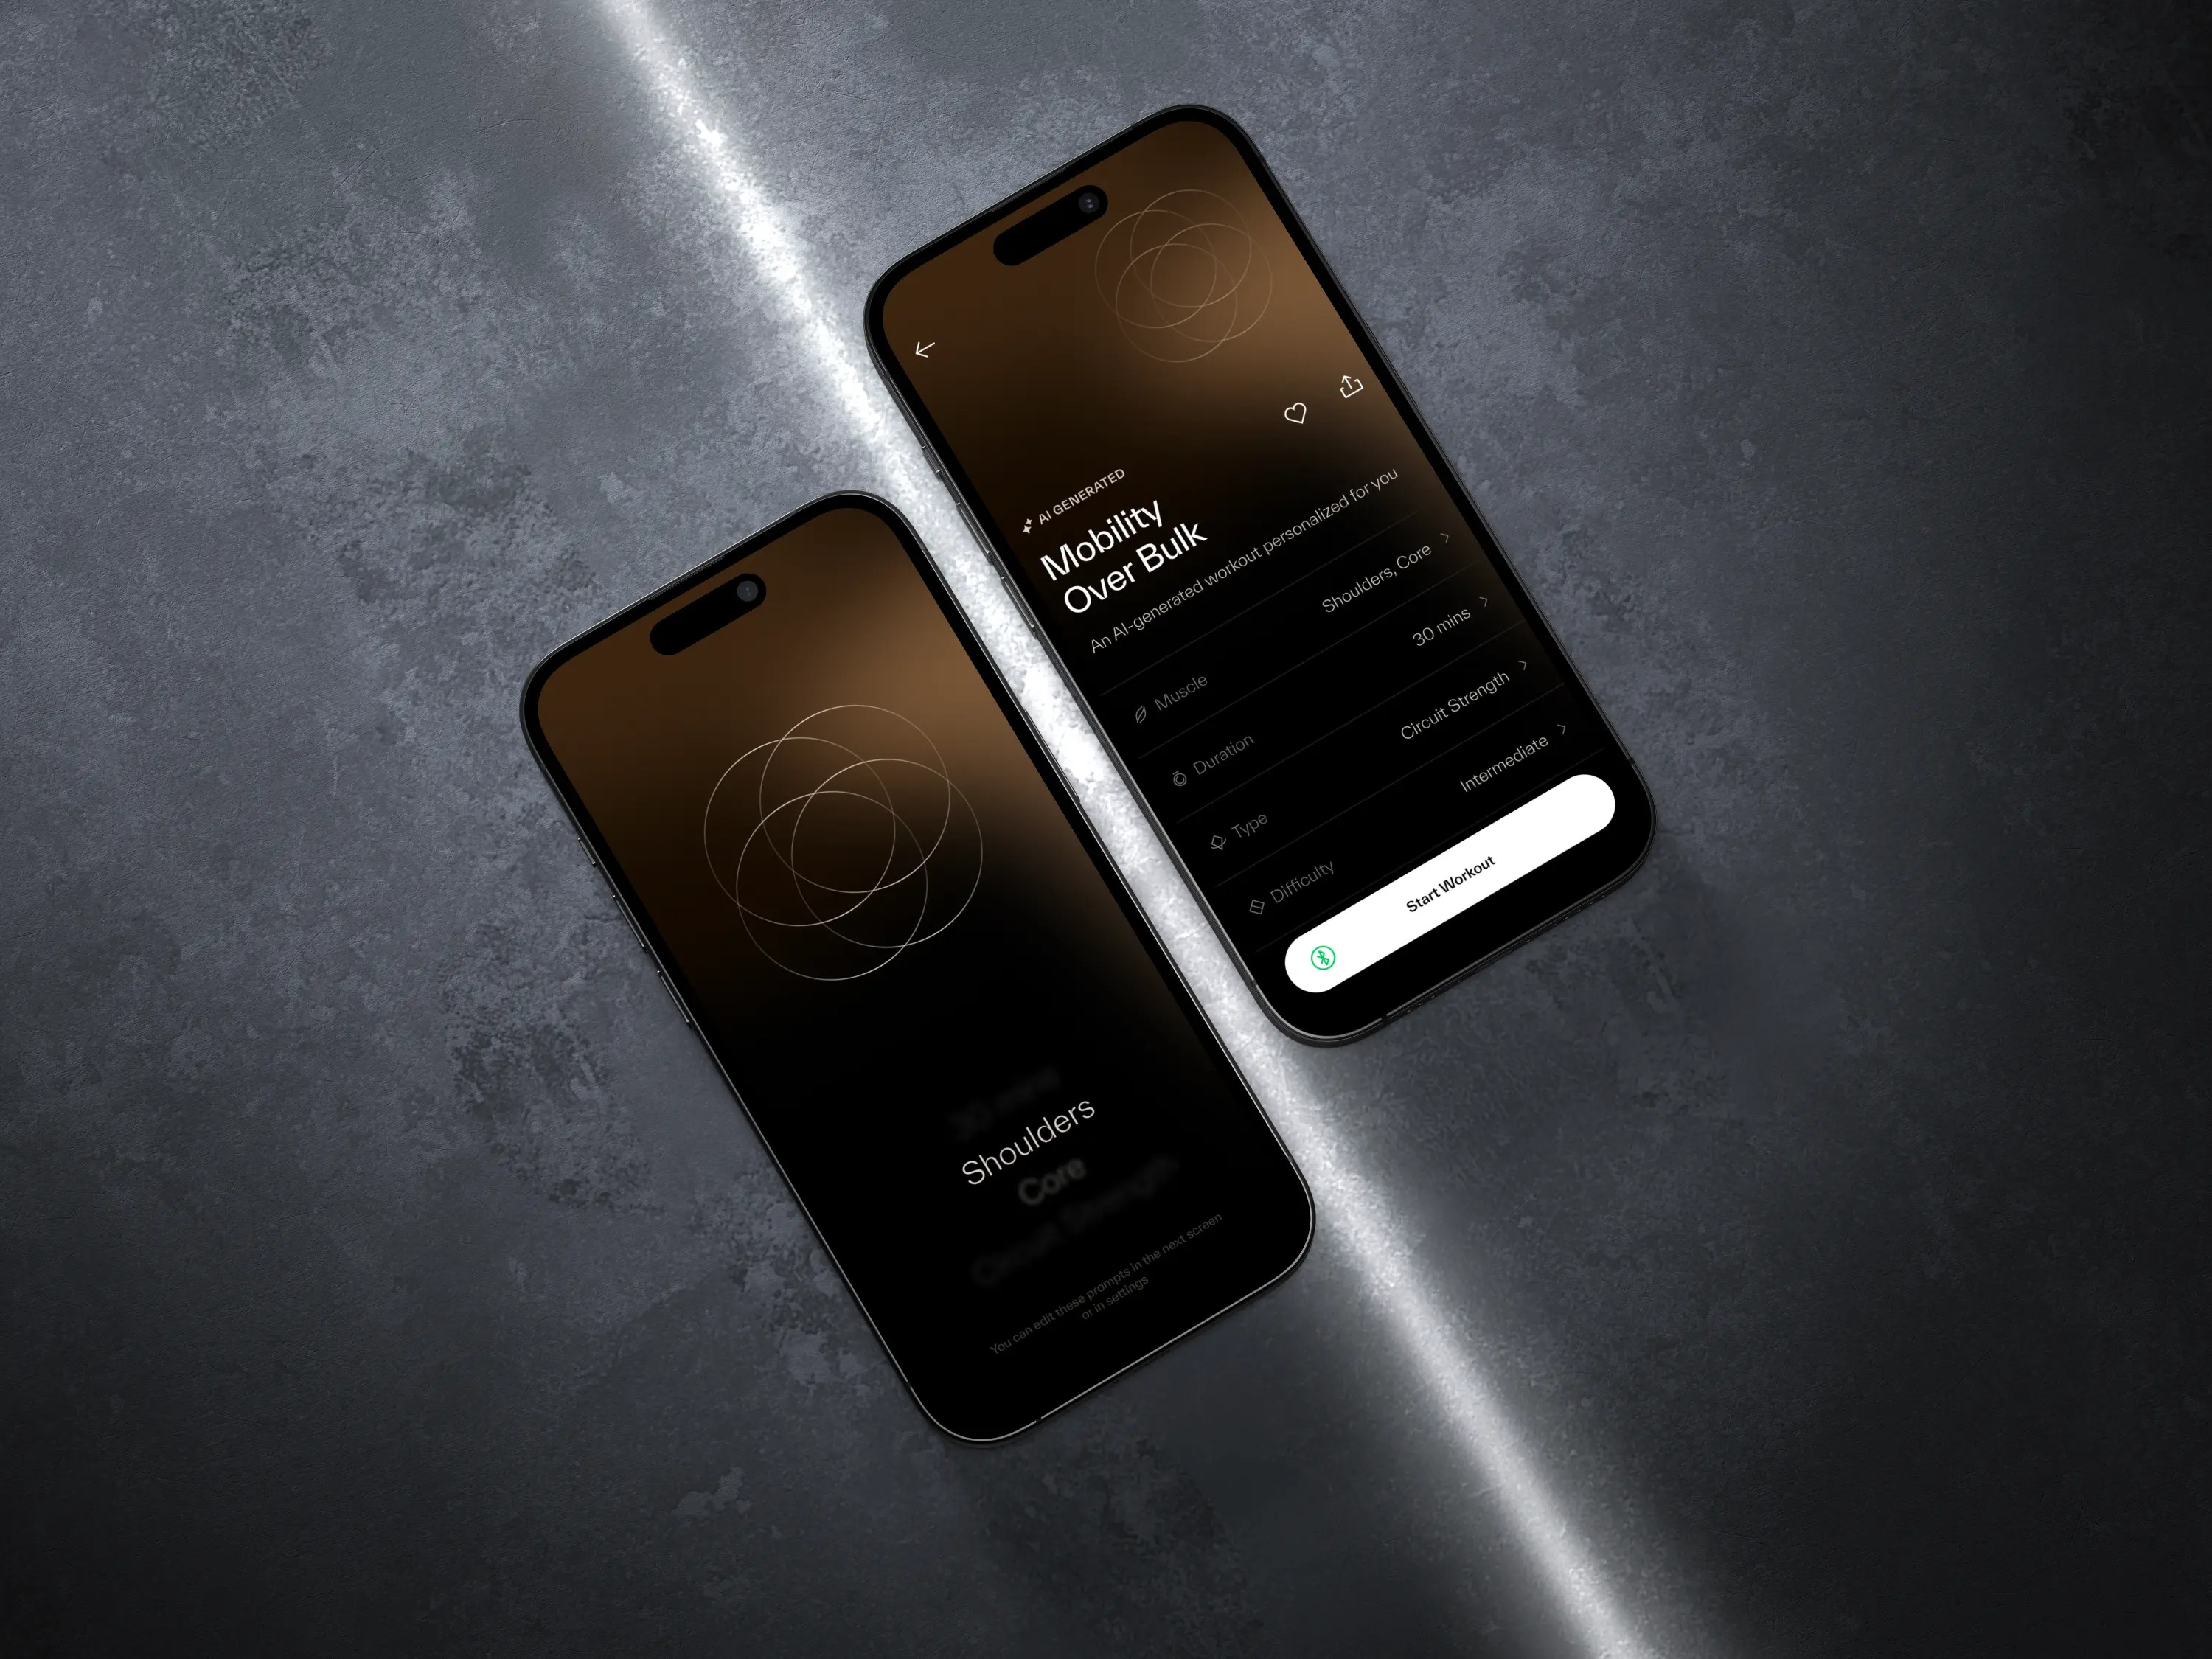 Shoulders
Core
Circuit Strength
You can edit these prompts in the next screen
or in settings
AI GENERATED
Mobility
Over Bulk
An AI-generated workout personalized for you
Muscle
Shoulders, Core
Duration
30 mins
Type
Circuit Strength
Difficulty
Intermediate
Start Workout